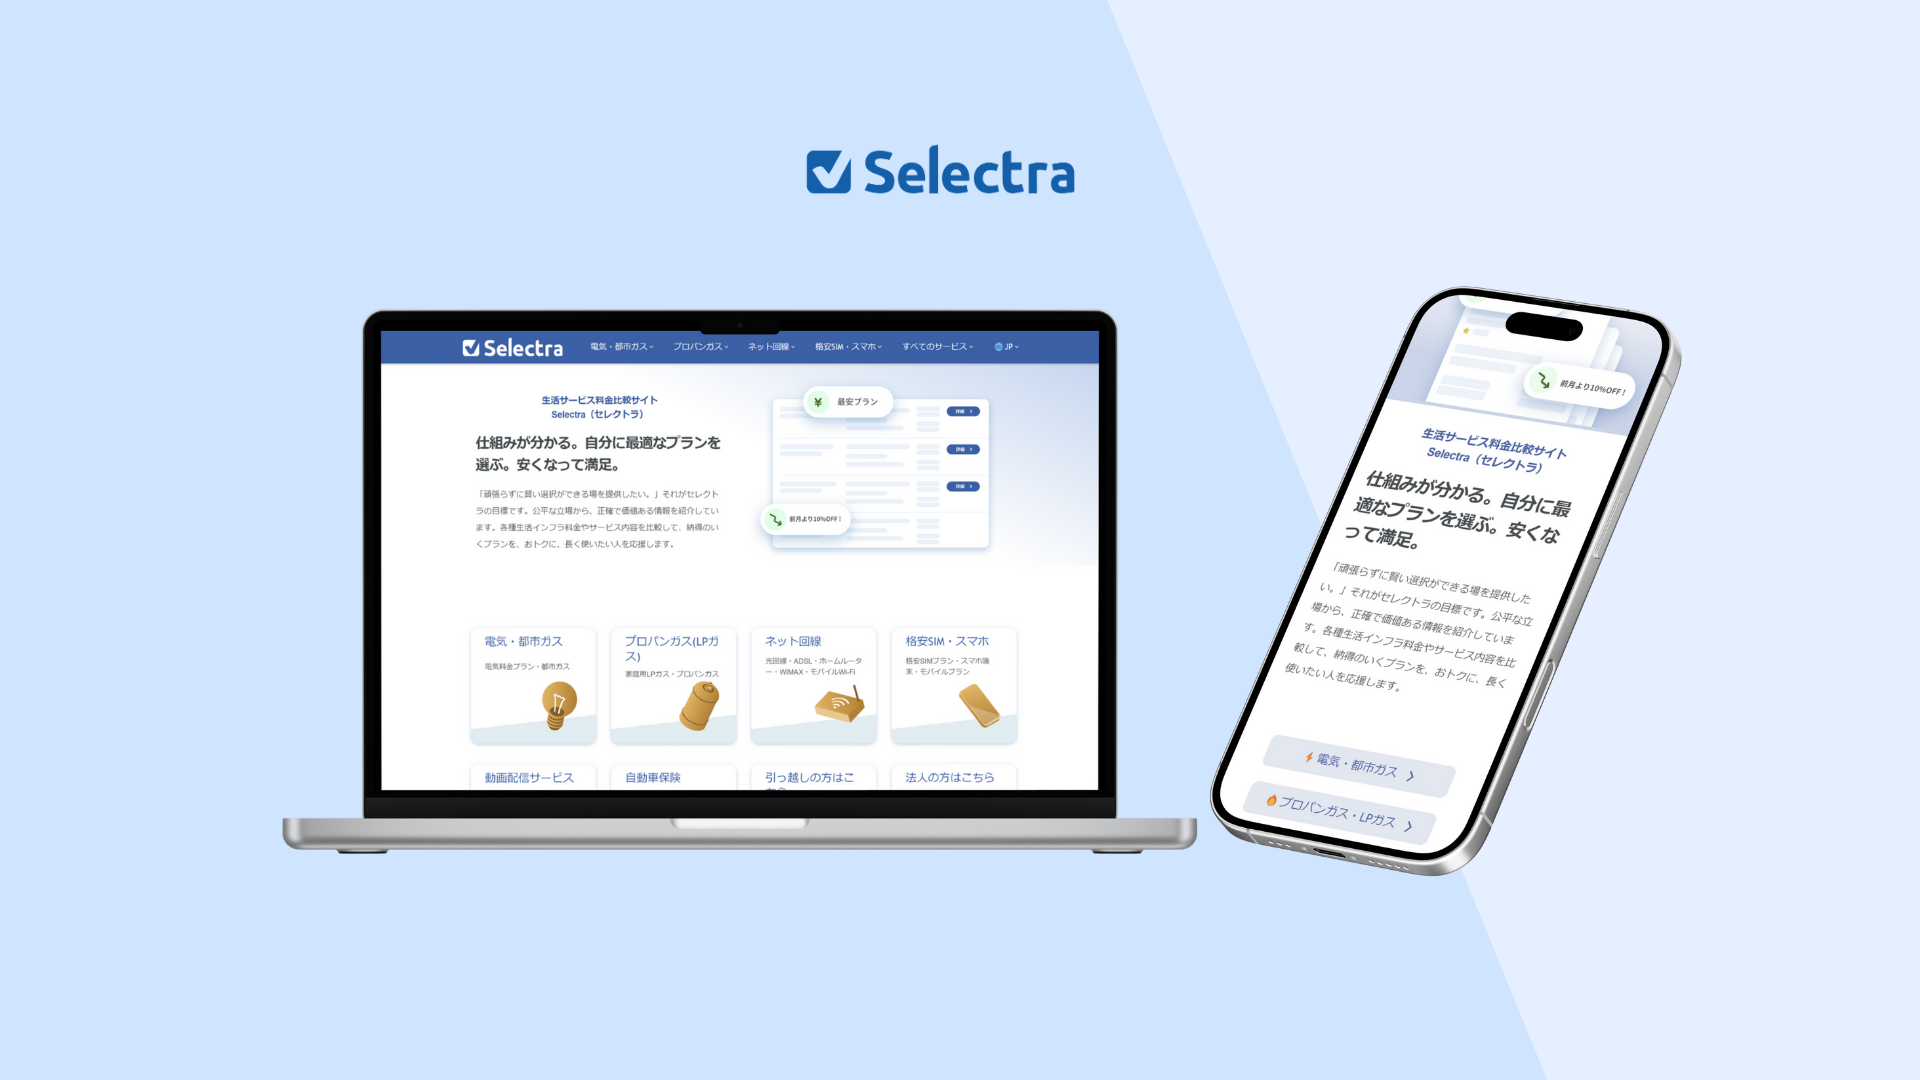 Selectra
Selectra
電気・都市ガス
プロパンガス
ネット回線
格安SIM・スマホ
すべてのサービス
JP
生活サービス料金比較サイト
Selectra（セレクトラ）
仕組みが分かる。自分に最適なプランを
選ぶ。安くなって満足。
「頑張らずに賢い選択ができる場を提供したい。」それがセレクト
ラの目標です。公平な立場から、正確で価値ある情報を紹介してい
ます。各種生活インフラ料金やサービス内容を比較して、納得のい
くプランを、おトクに、長く使いたい人を応援します。
¥ 最安プラン
詳細
詳細
詳細
前月より10%OFF！
電気・都市ガス
電気料金プラン・都市ガス
プロパンガス(LPガ
ス)
家庭用LPガス・プロパンガス
ネット回線
光回線・ADSL・ホームルータ
ー・WiMAX・モバイルWi-Fi
格安SIM・スマホ
格安SIMプラン・スマホ端
末・モバイルプラン
動画配信サービス
自動車保険
引っ越しの方はこ
法人の方はこちら
前月より10%OFF！
生活サービス料金比較サイト
Selectra（セレクトラ）
仕組みが分かる。自分に最
適なプランを選ぶ。安くな
って満足。
「頑張らずに賢い選択ができる場を提供した
い。」それがセレクトラの目標です。公平な立
場から、正確で価値ある情報を紹介していま
す。各種生活インフラ料金やサービス内容を比
較して、納得のいくプランを、おトクに、長く
使いたい人を応援します。
電気・都市ガス
プロパンガス・LPガス